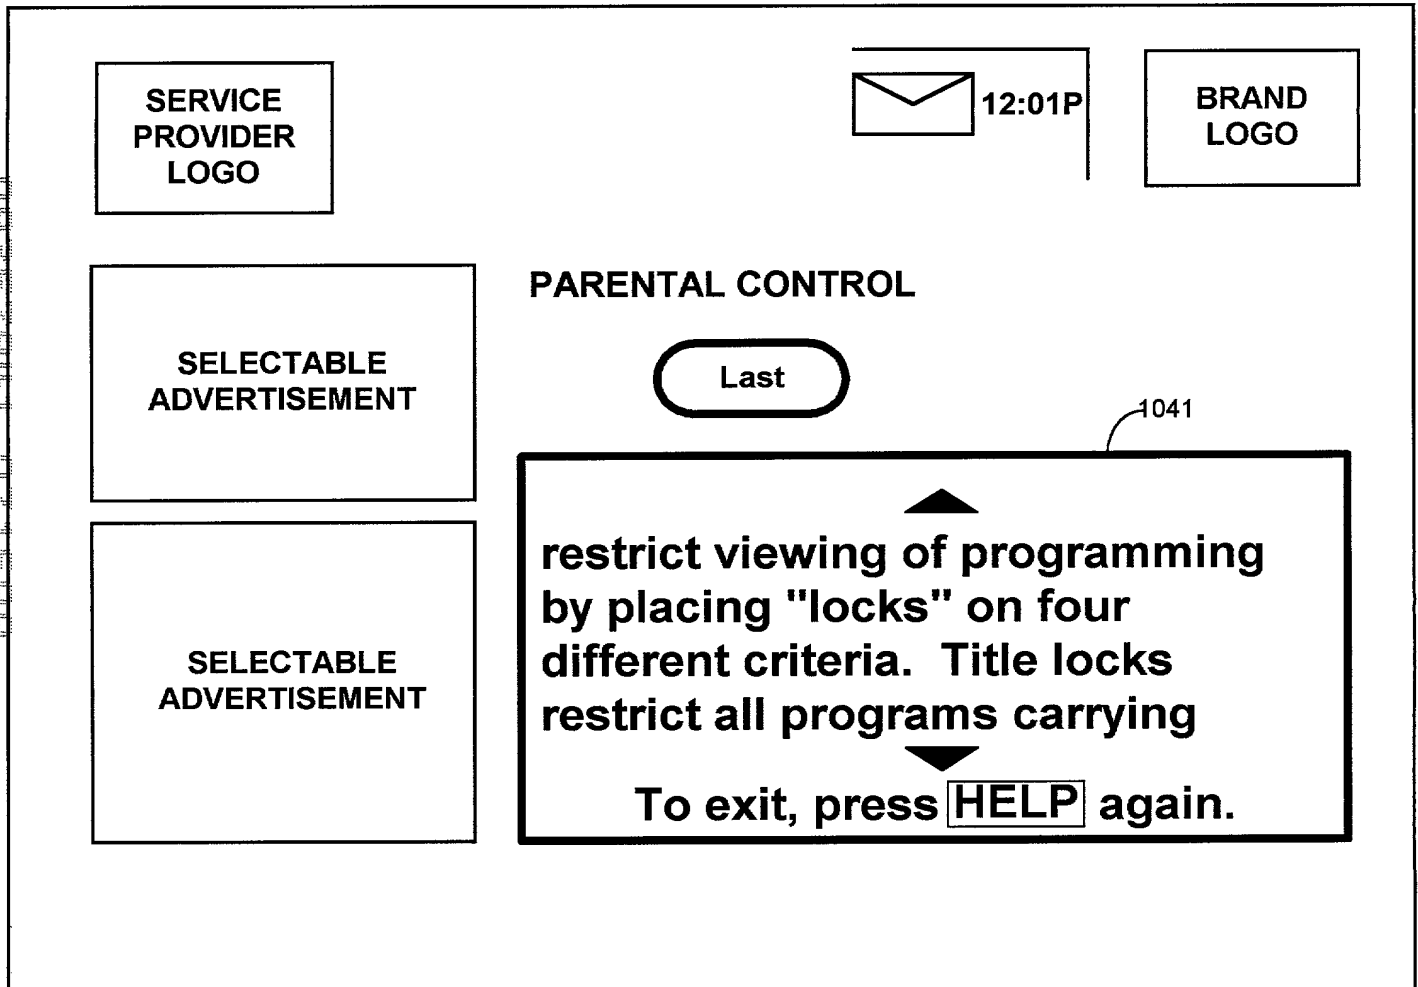 SERVICE
PROVIDER
LOGO
12:01P
BRAND
LOGO
SELECTABLE
ADVERTISEMENT
SELECTABLE
ADVERTISEMENT
PARENTAL CONTROL
Last
1041
restrict viewing of programming
by placing "locks" on four
different criteria.  Title locks
restrict all programs carrying
To exit, press HELP again.